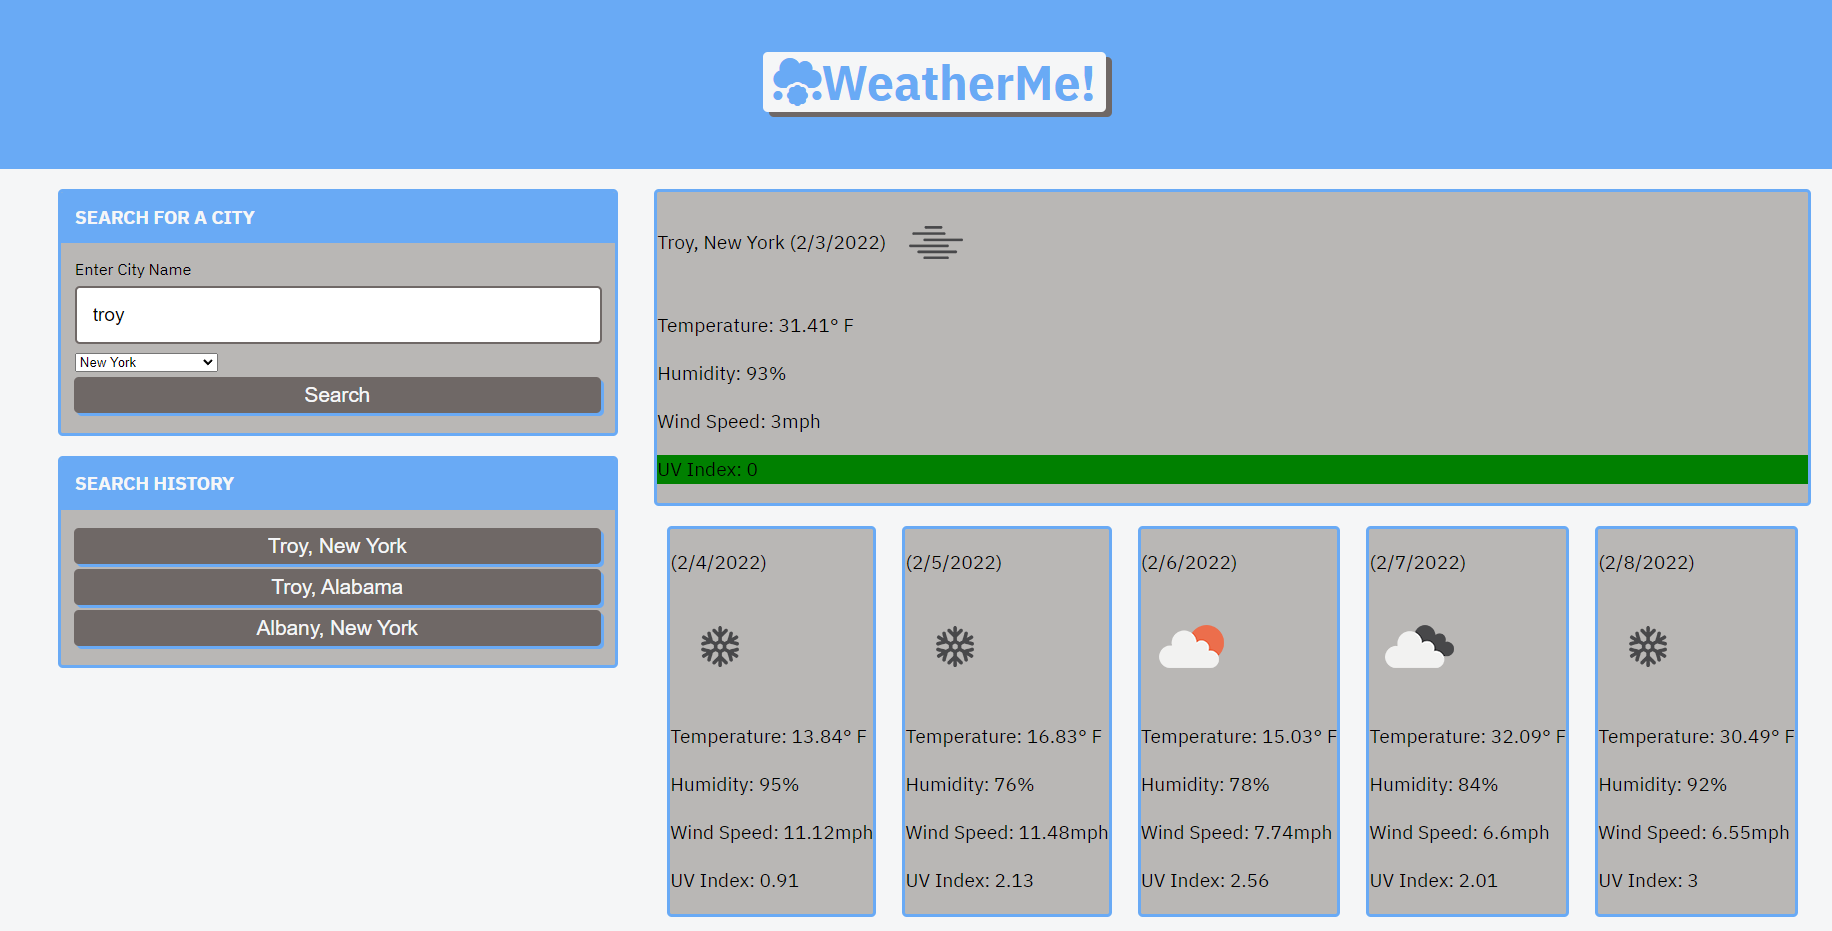 WeatherMe!
SEARCH FOR A CITY
Enter City Name
troy
New York
Search
SEARCH HISTORY
Troy, New York
Troy, Alabama
Albany, New York
Troy, New York (2/3/2022)
Temperature: 31.41° F
Humidity: 93%
Wind Speed: 3mph
UV Index: 0
(2/4/2022)
Temperature: 13.84° F
Humidity: 95%
Wind Speed: 11.12mph
UV Index: 0.91
(2/5/2022)
Temperature: 16.83° F
Humidity: 76%
Wind Speed: 11.48mph
UV Index: 2.13
(2/6/2022)
Temperature: 15.03° F
Humidity: 78%
Wind Speed: 7.74mph
UV Index: 2.56
(2/7/2022)
Temperature: 32.09° F
Humidity: 84%
Wind Speed: 6.6mph
UV Index: 2.01
(2/8/2022)
Temperature: 30.49° F
Humidity: 92%
Wind Speed: 6.55mph
UV Index: 3